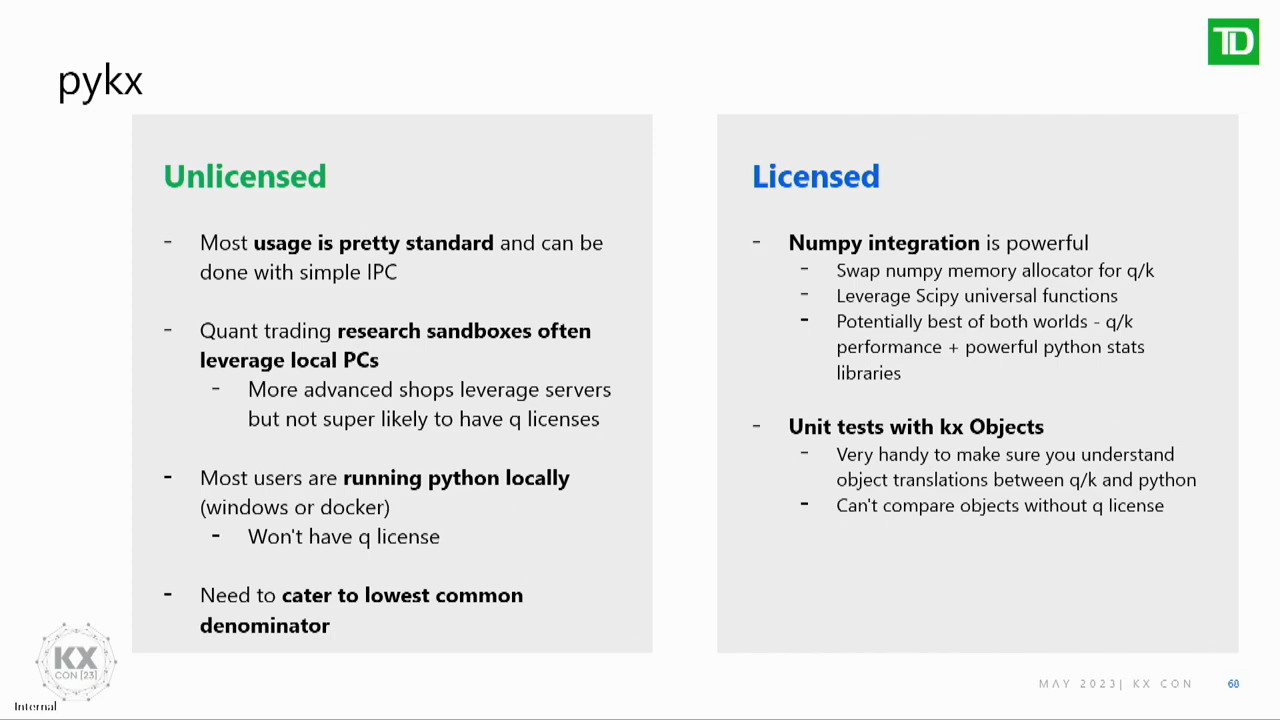 TD
pykx
Unlicensed
- Most usage is pretty standard and can be
done with simple IPC
- Quant trading research sandboxes often
leverage local PCs
- More advanced shops leverage servers
but not super likely to have q licenses
- Most users are running python locally
(windows or docker)
- Won't have q license
- Need to cater to lowest common
denominator
Licensed
- Numpy integration is powerful
- Swap numpy memory allocator for q/k
- Leverage Scipy universal functions
- Potentially best of both worlds - q/k
performance + powerful python stats
libraries
- Unit tests with kx Objects
- Very handy to make sure you understand
object translations between q/k and python
- Can't compare objects without q license
KX
CON [23]
Internal
MAY 2023| KX CON
68